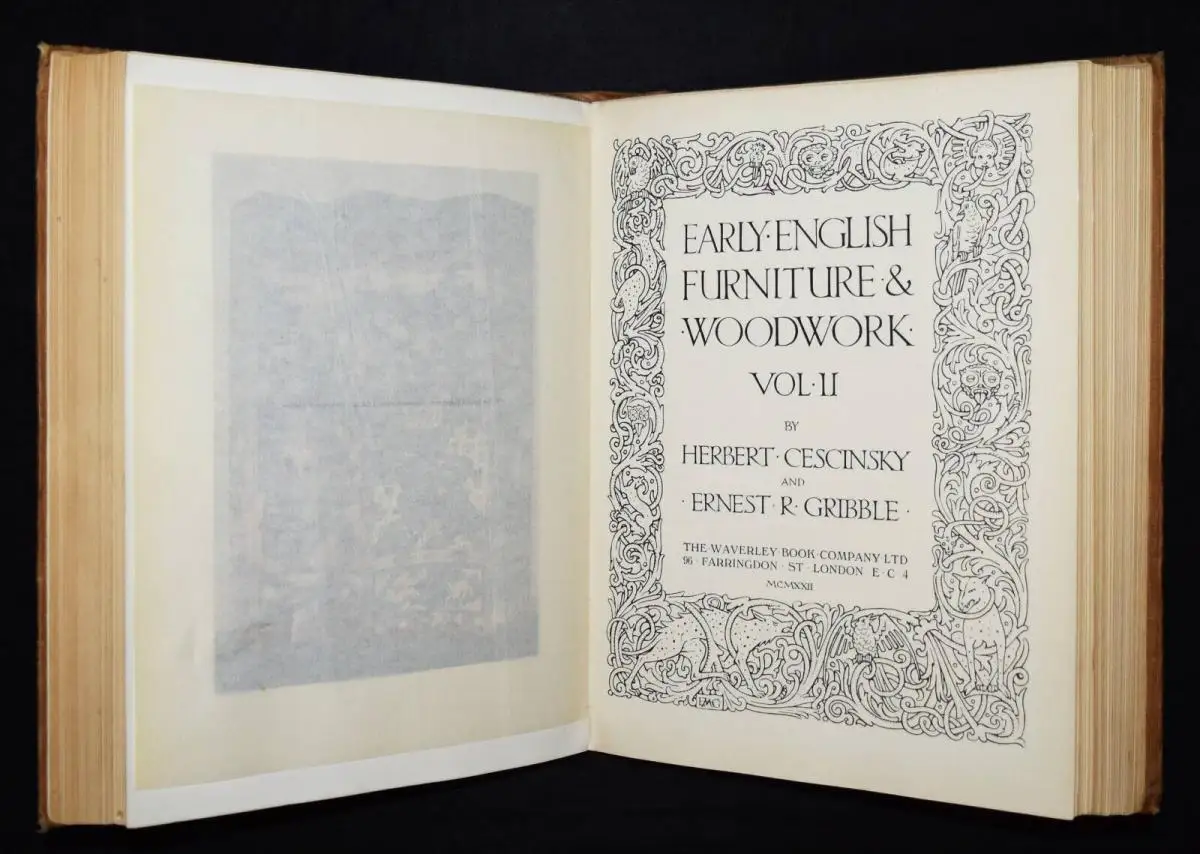 EARLY·ENGLISH
FURNITURE·&
·WOODWORK·
VOL·II
BY
HERBERT·CESCINSKY
AND
·ERNEST·R·GRIBBLE·
THE·WAVERLEY·BOOK·COMPANY·LTD
96·FARRINGDON·ST·LONDON·E·C·4
MCMXXII